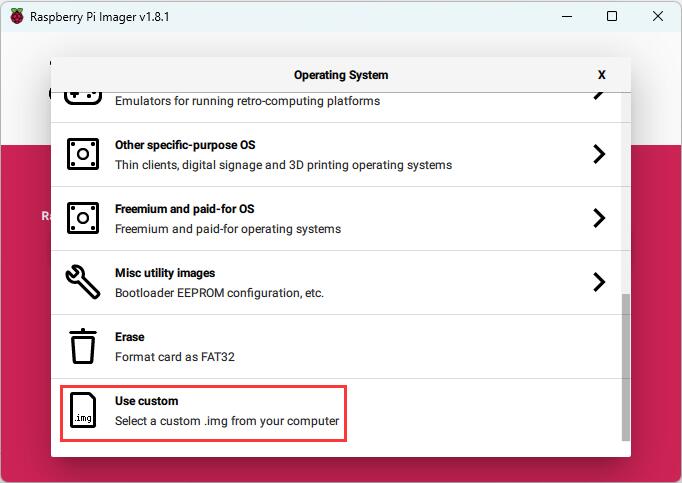 Raspberry Pi Imager v1.8.1
Operating System
X
Emulators for running retro-computing platforms
Other specific-purpose OS
Thin clients, digital signage and 3D printing operating systems
Freemium and paid-for OS
Freemium and paid-for operating systems
Misc utility images
Bootloader EEPROM configuration, etc.
Erase
Format card as FAT32
Use custom
.img
Select a custom .img from your computer